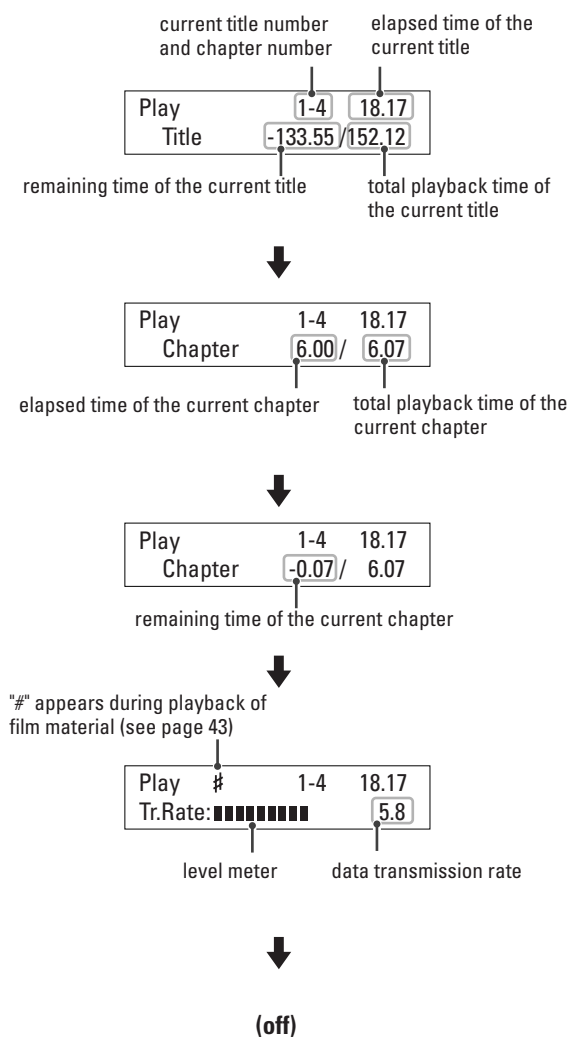 current title number
and chapter number
elapsed time of the
current title
Play 1-4 18.17
Title -133.55 /152.12
remaining time of the current title
total playback time of
the current title
Play 1-4 18.17
Chapter 6.00 / 6.07
elapsed time of the current chapter
total playback time of the
current chapter
Play 1-4 18.17
Chapter -0.07 / 6.07
remaining time of the current chapter
"#" appears during playback of
film material (see page 43)
Play # 1-4 18.17
Tr.Rate: 5.8
level meter
data transmission rate
(off)